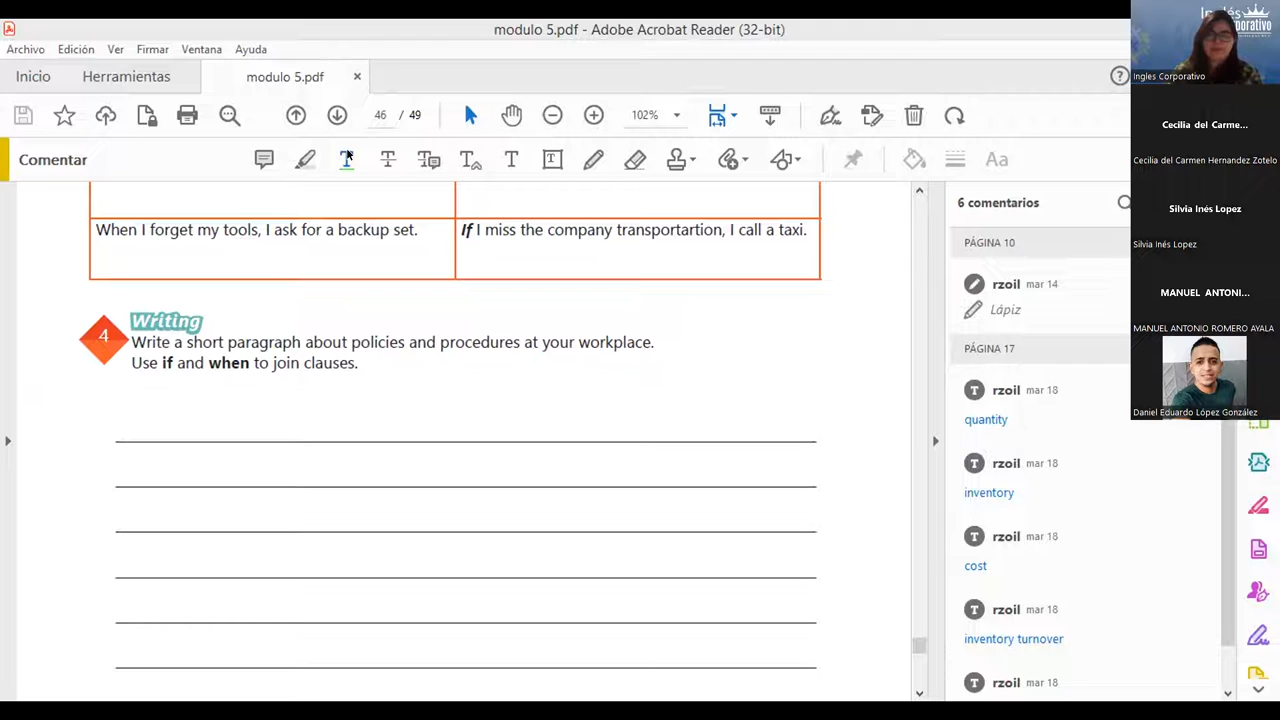 modulo 5.pdf - Adobe Acrobat Reader (32-bit)
Archivo Edición Ver Firmar Ventana Ayuda
Inicio Herramientas modulo 5.pdf
46 / 49 102%
Comentar
When I forget my tools, I ask for a backup set.
If I miss the company transportartion, I call a taxi.
4
Writing
Write a short paragraph about policies and procedures at your workplace.
Use if and when to join clauses.
6 comentarios
PÁGINA 10
rzoil mar 14
Lápiz
PÁGINA 17
rzoil mar 18
quantity
rzoil mar 18
inventory
rzoil mar 18
cost
rzoil mar 18
inventory turnover
rzoil mar 18
Ingles Corporativo
Cecilia del Carme...
Cecilia del Carmen Hernandez Zotelo
Silvia Inés Lopez
Silvia Inés Lopez
MANUEL ANTONI...
MANUEL ANTONIO ROMERO AYALA
Daniel Eduardo López González